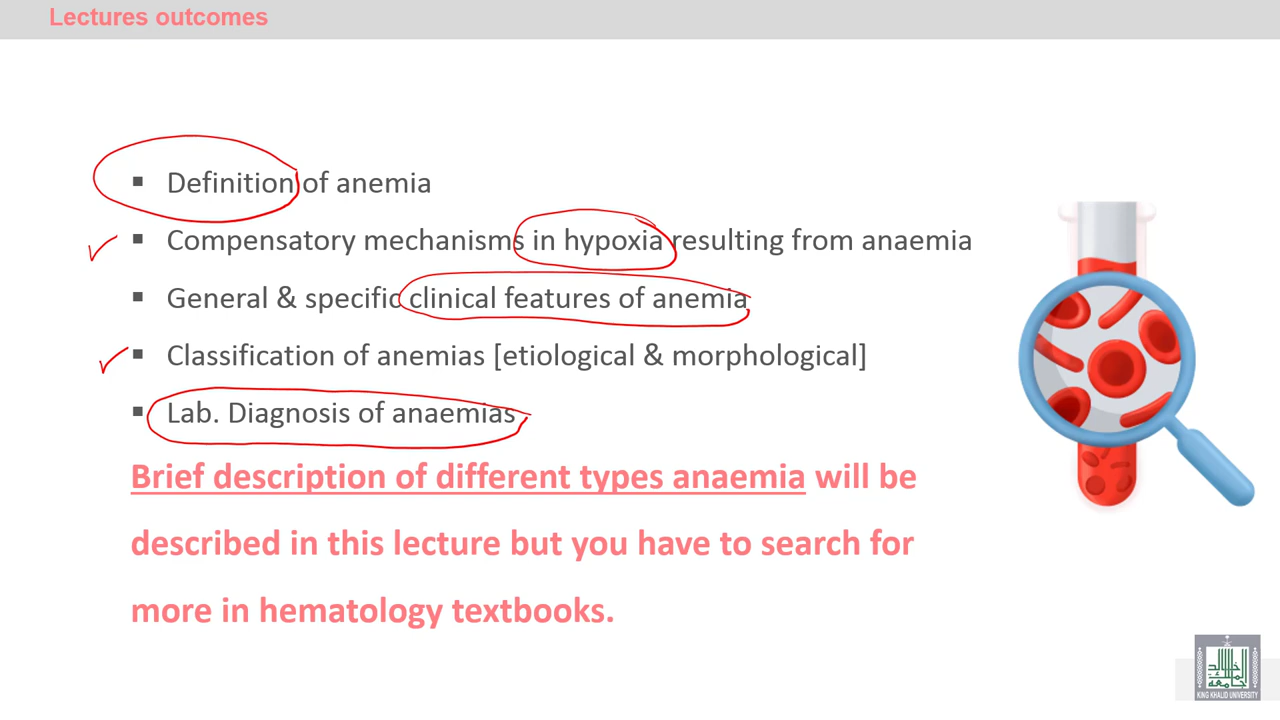 Lectures outcomes
▪ Definition of anemia
▪ Compensatory mechanisms in hypoxia resulting from anaemia
▪ General & specific clinical features of anemia
▪ Classification of anemias [etiological & morphological]
▪ Lab. Diagnosis of anaemias
Brief description of different types anaemia will be
described in this lecture but you have to search for
more in hematology textbooks.
KING KHALID UNIVERSITY